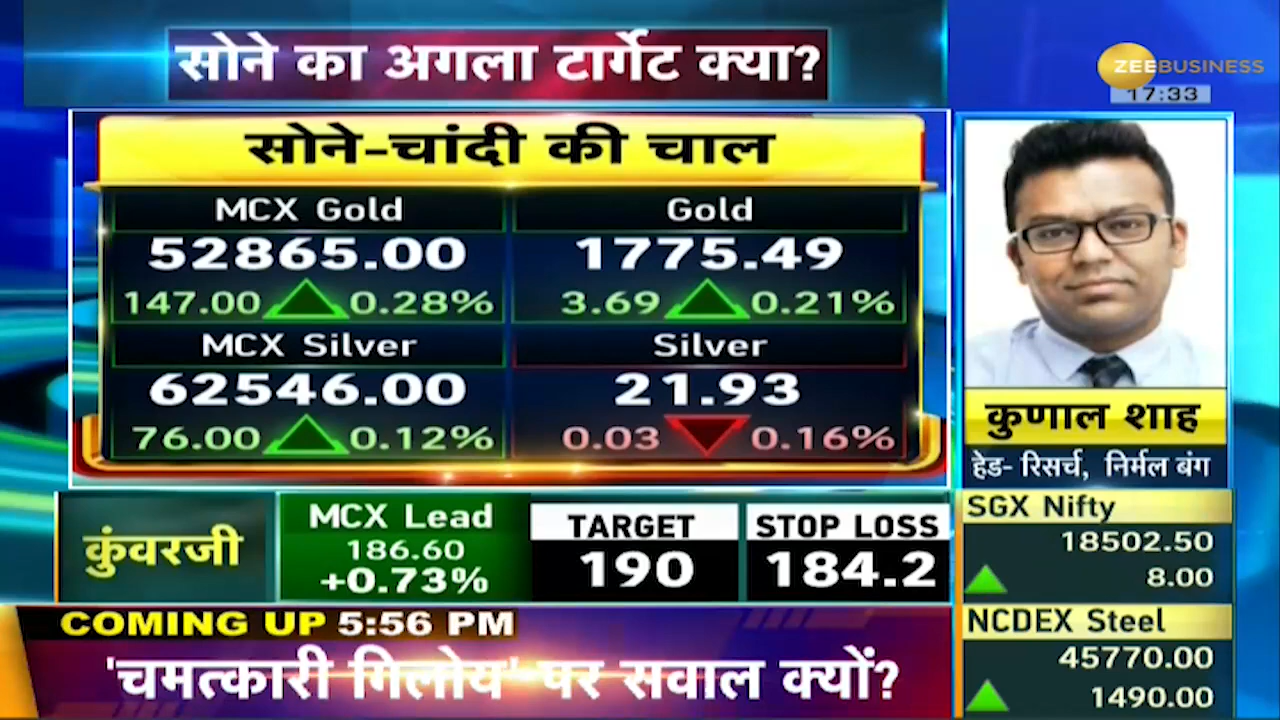 सोने का अगला टार्गेट क्या?
ZEEBUSINESS
17:33
सोने-चांदी की चाल
MCX Gold
52865.00
147.00 0.28%
Gold
1775.49
3.69 0.21%
MCX Silver
62546.00
76.00 0.12%
Silver
21.93
0.03 0.16%
कुणाल शाह
हेड- रिसर्च, निर्मल बंग
कुंवरजी
MCX Lead
186.60
+0.73%
TARGET
190
STOP LOSS
184.2
SGX Nifty
18502.50
8.00
NCDEX Steel
45770.00
1490.00
COMING UP 5:56 PM
'चमत्कारी गिलोय' पर सवाल क्यों?